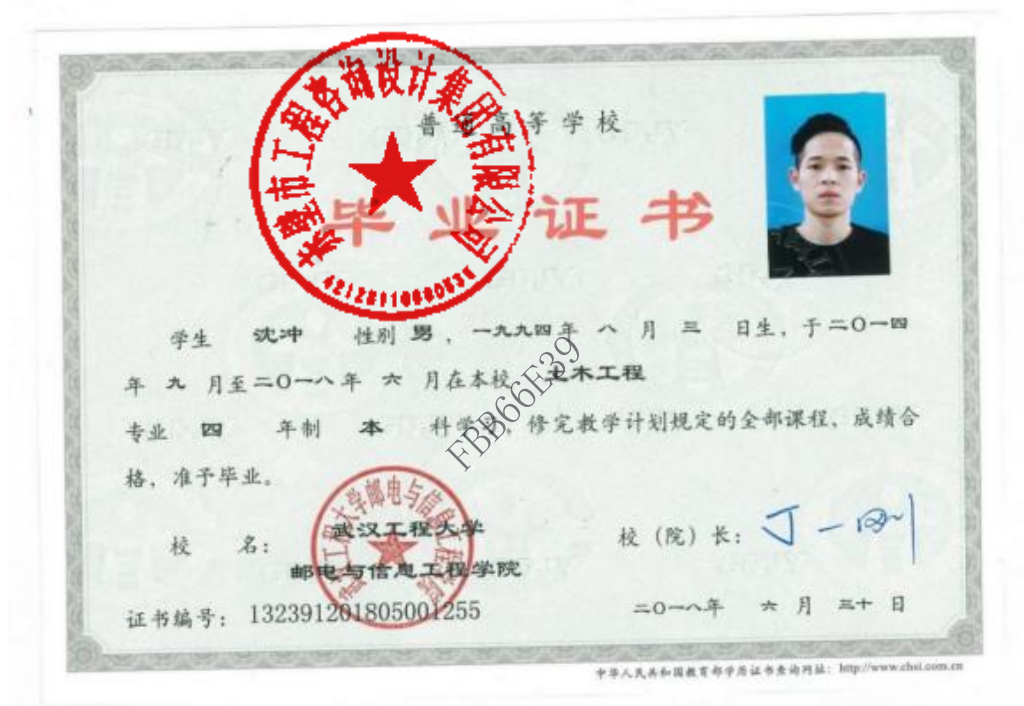 普通高等学校
毕业证书
工程咨询设计集团有限公司
学生 沈冲 性别 男，一九九四年 八 月 三 日生，于二〇一四
年 九 月至二〇一八年 六 月在本校 土木工程
专业 四 年制 本 科学习，修完教学计划规定的全部课程，成绩合
格，准予毕业。
FBB66E39
校 名：武汉工程大学
邮电与信息工程学院
校（院）长：丁一刚
证书编号：132391201805001255
二〇一八年 六 月 三十 日
中华人民共和国教育部学历证书查询网址：http://www.chsi.com.cn